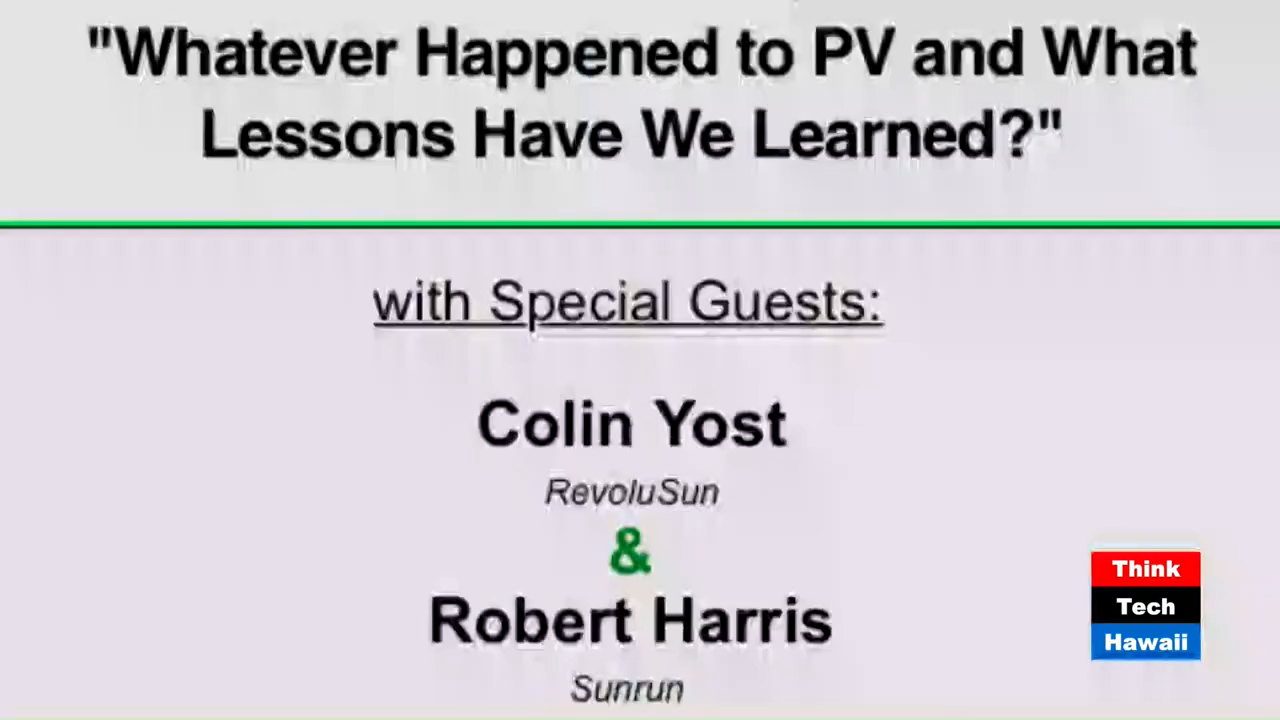 "Whatever Happened to PV and What
Lessons Have We Learned?"
with Special Guests:
Colin Yost
RevoluSun
&
Robert Harris
Sunrun
Think
Tech
Hawaii